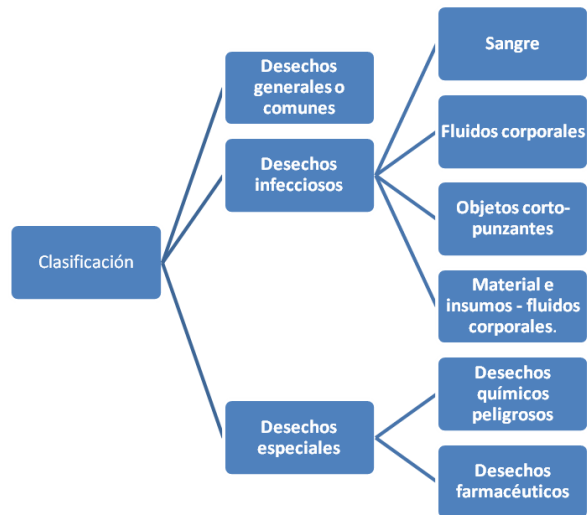 Clasificación
Desechos
generales o
comunes
Desechos
infecciosos
Sangre
Fluidos corporales
Objetos corto-
punzantes
Material e
insumos - fluidos
corporales.
Desechos
especiales
Desechos
químicos
peligrosos
Desechos
farmacéuticos